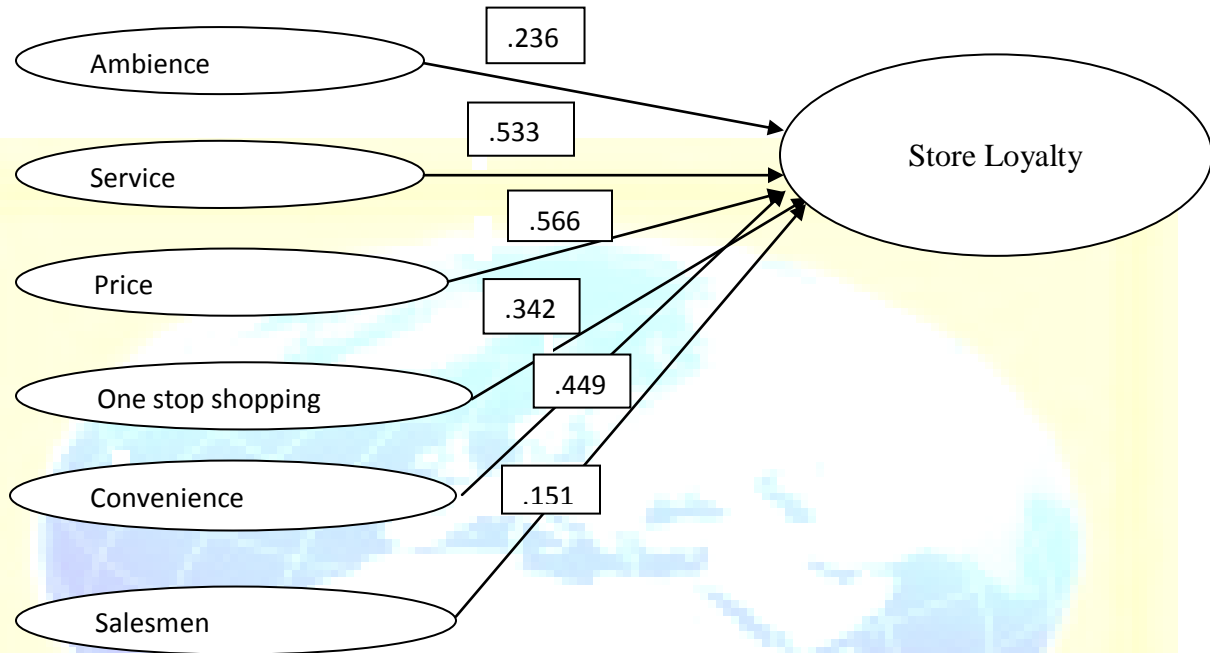 .236
Ambience
.533
Store Loyalty
Service
.566
Price
.342
.449
One stop shopping
.151
Convenience
Salesmen